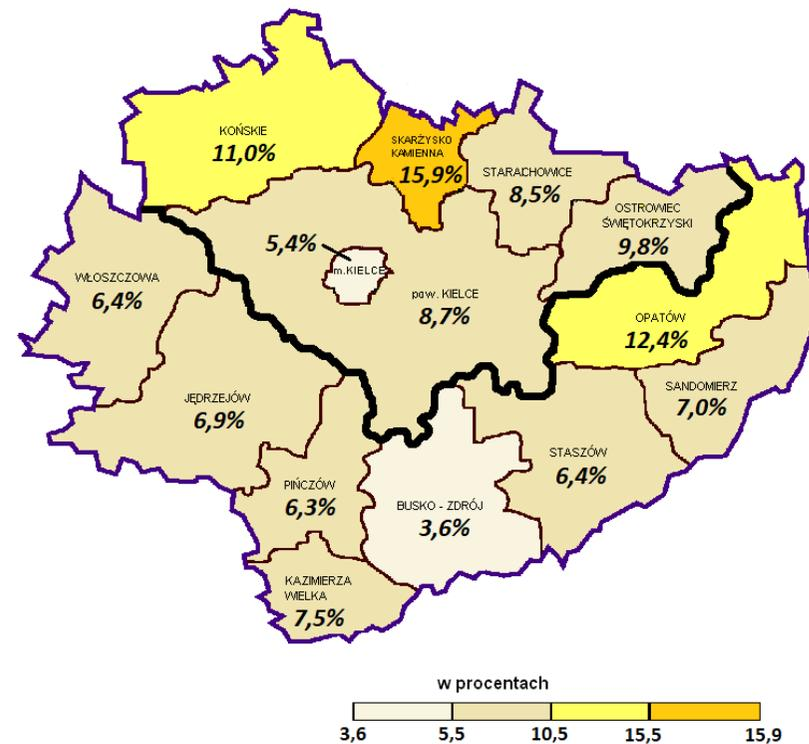 KOŃSKIE
11,0%
SKARŻYSKO
KAMIENNA
15,9%
STARACHOWICE
8,5%
OSTROWIEC
ŚWIĘTOKRZYSKI
9,8%
5,4%
m.KIELCE
WŁOSZCZOWA
6,4%
pow. KIELCE
8,7%
OPATÓW
12,4%
JĘDRZEJÓW
6,9%
SANDOMIERZ
7,0%
STASZÓW
6,4%
PIŃCZÓW
6,3%
BUSKO - ZDRÓJ
3,6%
KAZIMIERZA
WIELKA
7,5%
w procentach
3,6 5,5 10,5 15,5 15,9